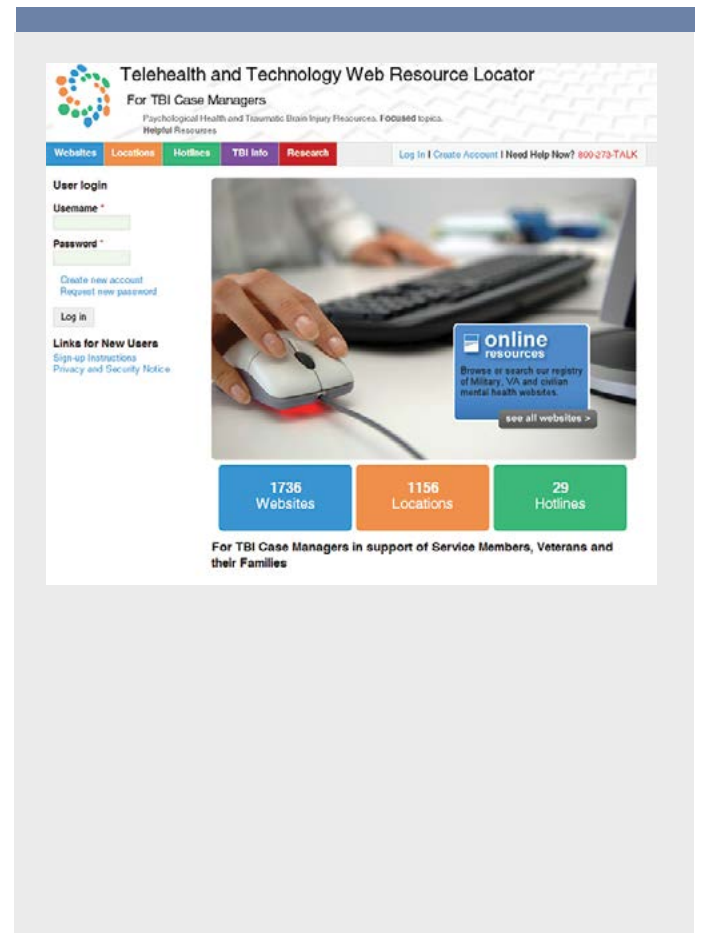 Telehealth and Technology Web Resource Locator
For TBI Case Managers
Psychological Health and Traumatic Brain Injury Resources. Focused topics.
Helpful Resources
Websites Locations Hotlines TBI Info Research Log In | Create Account | Need Help Now? 800-273-TALK
User login
Username *
Password *
Create new account
Request new password
Log in
Links for New Users
Sign-up Instructions
Privacy and Security Notice
online
resources
Browse or search our registry
of Military, VA and civilian
mental health websites.
see all websites >
1736
Websites
1156
Locations
29
Hotlines
For TBI Case Managers in support of Service Members, Veterans and
their Families